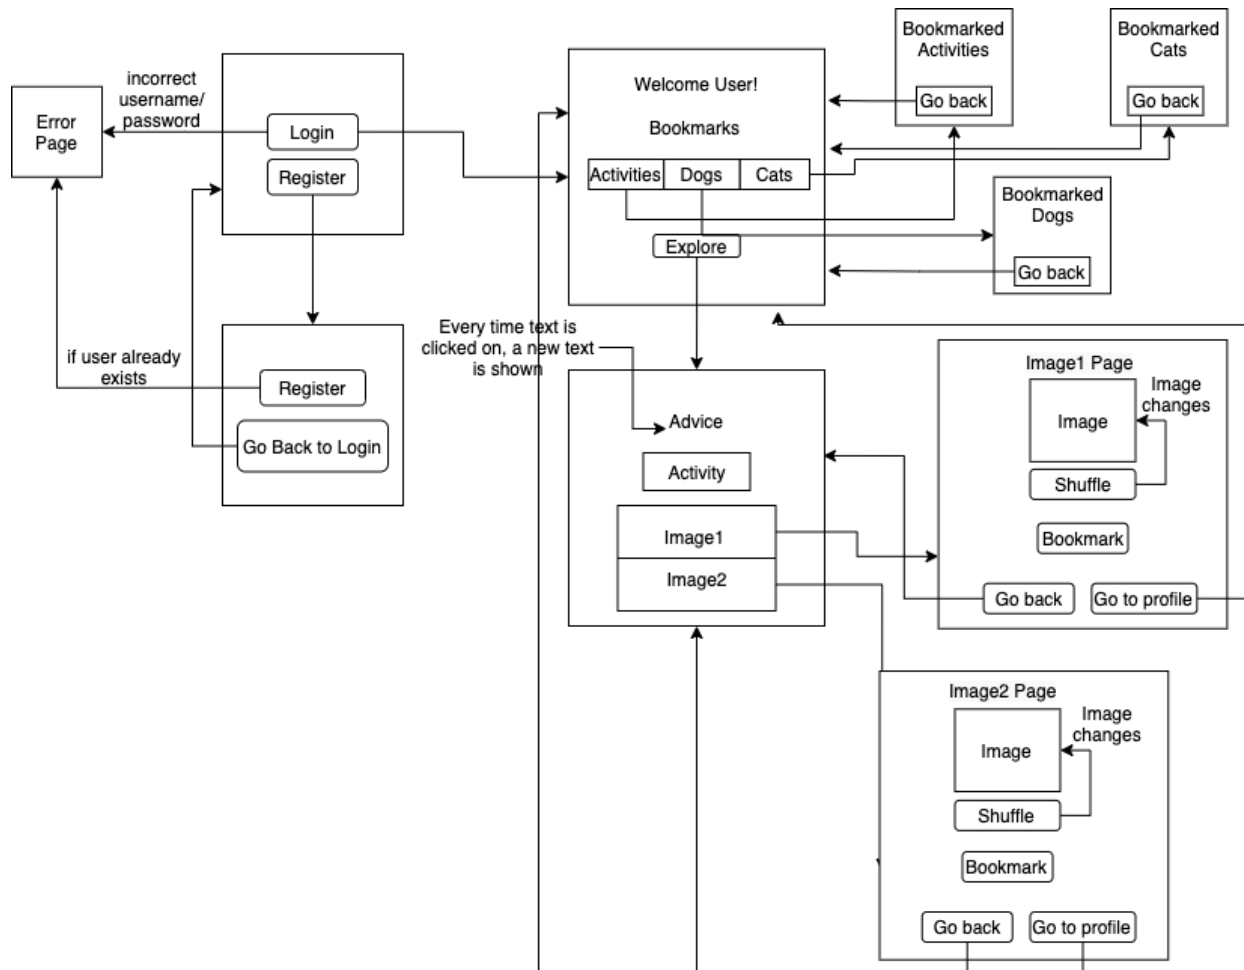 Error
Page
incorrect
username/
password
Login
Register
if user already
exists
Register
Go Back to Login
Welcome User!
Bookmarks
Activities
Dogs
Cats
Explore
Bookmarked
Activities
Go back
Bookmarked
Cats
Go back
Bookmarked
Dogs
Go back
Every time text is
clicked on, a new text
is shown
Advice
Activity
Image1
Image2
Image1 Page
Image
Image
changes
Shuffle
Bookmark
Go back
Go to profile
Image2 Page
Image
Image
changes
Shuffle
Bookmark
Go back
Go to profile